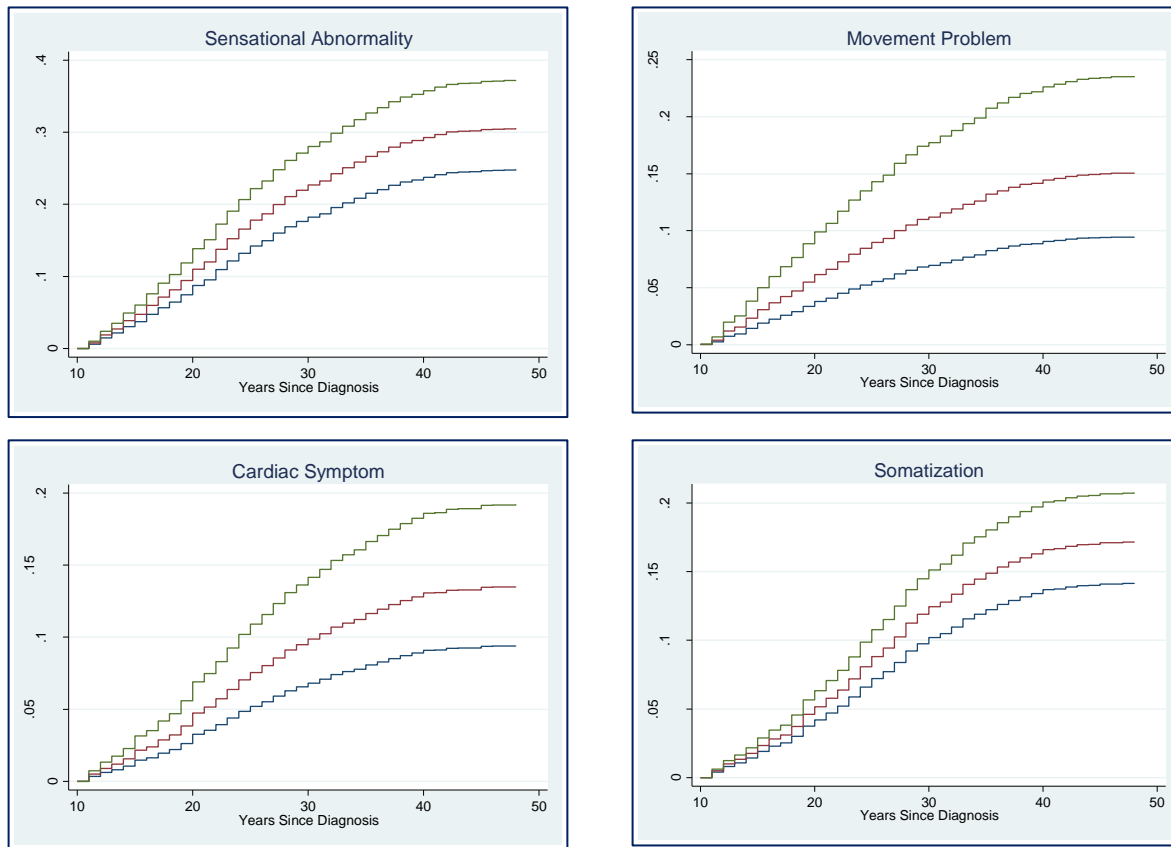 Sensational Abnormality
.4
.3
.2
.1
0
10 20 30 40 50
Years Since Diagnosis
Movement Problem
.25
.2
.15
.1
.05
0
10 20 30 40 50
Years Since Diagnosis
Cardiac Symptom
.2
.15
.1
.05
0
10 20 30 40 50
Years Since Diagnosis
Somatization
.2
.15
.1
.05
0
10 20 30 40 50
Years Since Diagnosis